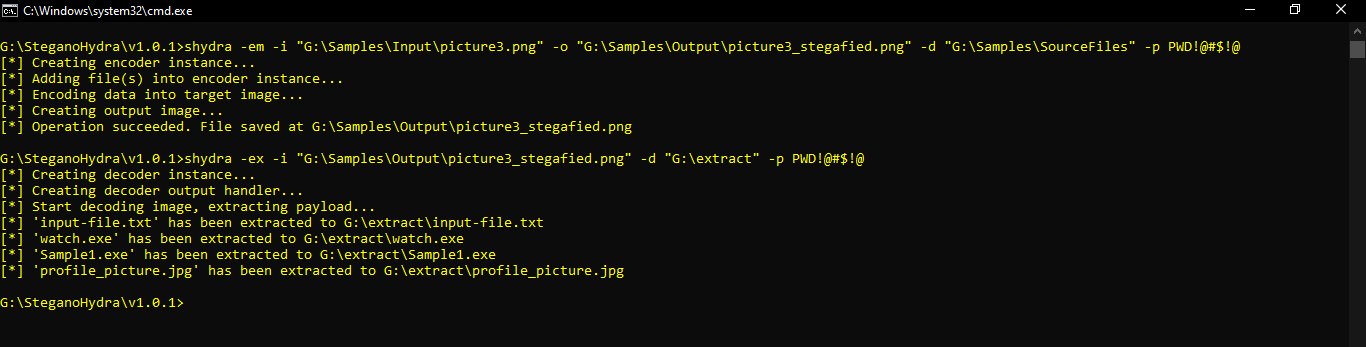 C:\Windows\system32\cmd.exe
G:\SteganoHydra\v1.0.1>shydra -em -i "G:\Samples\Input\picture3.png" -o "G:\Samples\Output\picture3_stegafied.png" -d "G:\Samples\SourceFiles" -p PWD!@#$!@
[*] Creating encoder instance...
[*] Adding file(s) into encoder instance...
[*] Encoding data into target image...
[*] Creating output image...
[*] Operation succeeded. File saved at G:\Samples\Output\picture3_stegafied.png
G:\SteganoHydra\v1.0.1>shydra -ex -i "G:\Samples\Output\picture3_stegafied.png" -d "G:\extract" -p PWD!@#$!@
[*] Creating decoder instance...
[*] Creating decoder output handler...
[*] Start decoding image, extracting payload...
[*] 'input-file.txt' has been extracted to G:\extract\input-file.txt
[*] 'watch.exe' has been extracted to G:\extract\watch.exe
[*] 'Sample1.exe' has been extracted to G:\extract\Sample1.exe
[*] 'profile_picture.jpg' has been extracted to G:\extract\profile_picture.jpg
G:\SteganoHydra\v1.0.1>